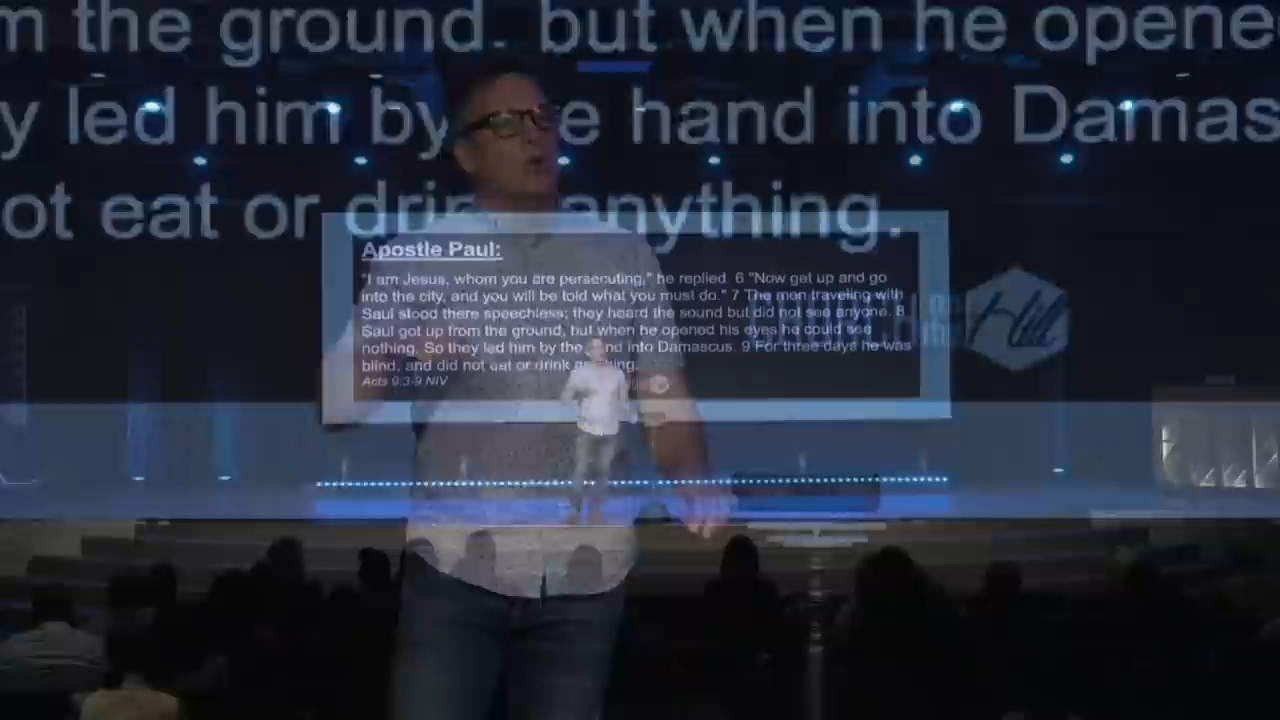 m the ground. but when he opene
y led him by e hand into Damas
ot eat or drin anything.
Apostle Paul:
"I am Jesus, whom you are persecuting," he replied. 6 "Now get up and go
into the city, and you will be told what you must do." 7 The men traveling with
Saul stood there speechless; they heard the sound but did not see anyone. 8
Saul got up from the ground, but when he opened his eyes he could see
nothing. So they led him by the nd into Damascus. 9 For three days he was
blind, and did not eat or drink an hing.
Acts 9:3-9 NIV
Hill